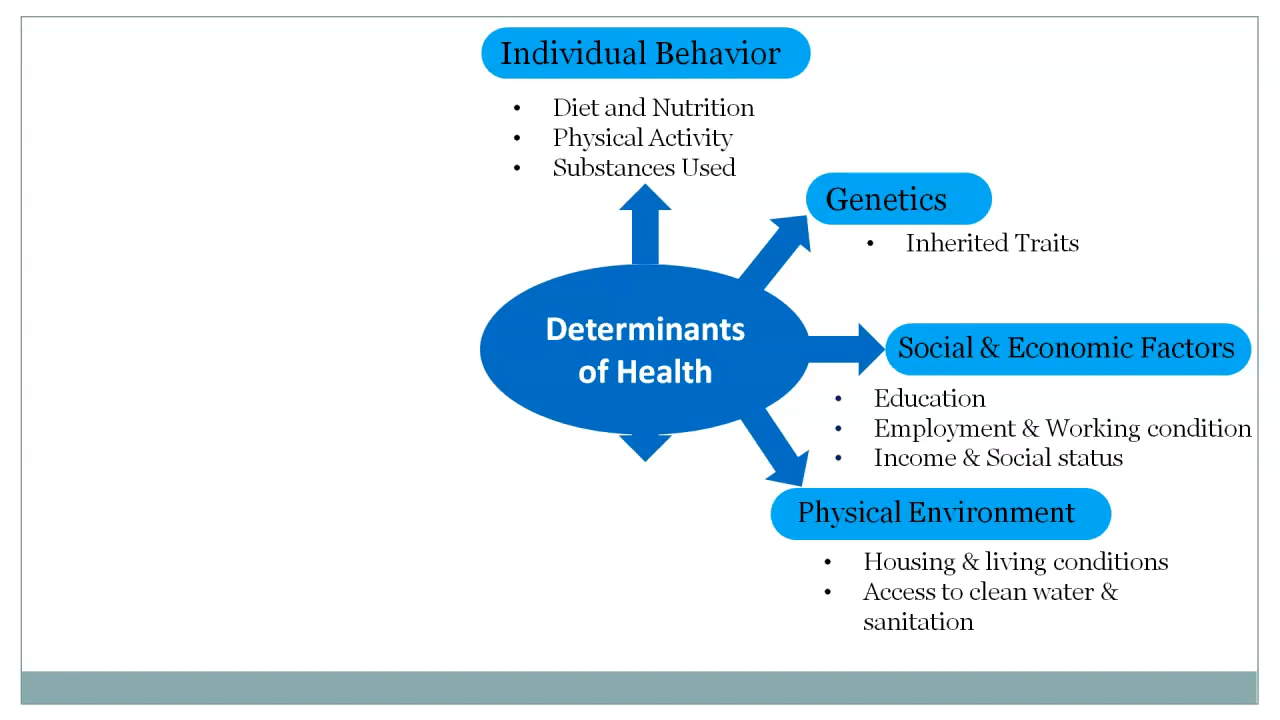 Individual Behavior
• Diet and Nutrition
• Physical Activity
• Substances Used
Genetics
• Inherited Traits
Determinants
of Health
Social & Economic Factors
• Education
• Employment & Working condition
• Income & Social status
Physical Environment
• Housing & living conditions
• Access to clean water &
sanitation